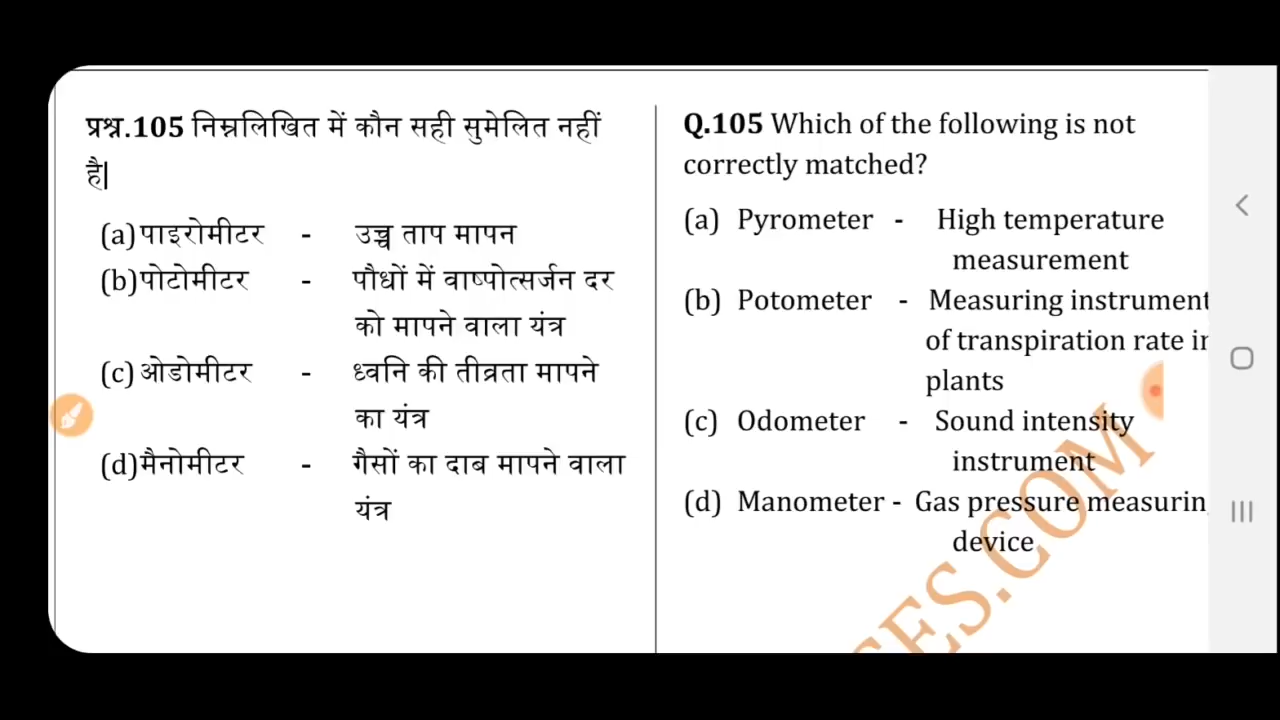 प्रश्न.105 निम्नलिखित में कौन सही सुमेलित नहीं
है|
(a) पाइरोमीटर - उच्च ताप मापन
(b) पोटोमीटर - पौधों में वाष्पोत्सर्जन दर
को मापने वाला यंत्र
(c) ओडोमीटर - ध्वनि की तीव्रता मापने
का यंत्र
(d) मैनोमीटर - गैसों का दाब मापने वाला
यंत्र
Q.105 Which of the following is not
correctly matched?
(a) Pyrometer - High temperature
measurement
(b) Potometer - Measuring instrument
of transpiration rate in
plants
(c) Odometer - Sound intensity
instrument
(d) Manometer - Gas pressure measurin
device
SES.COM